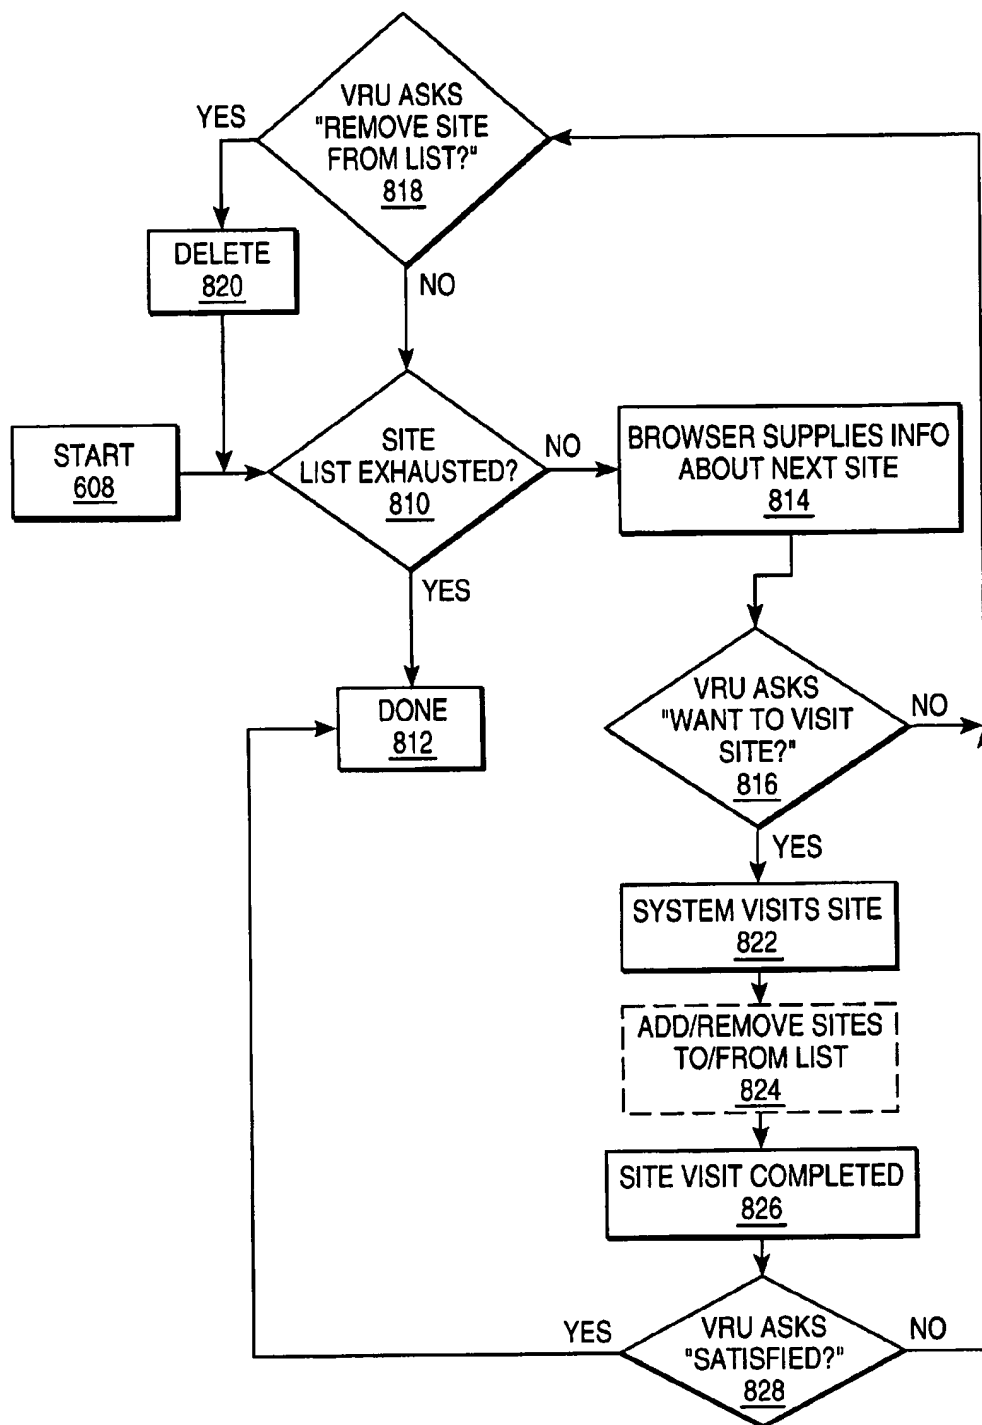 VRU ASKS
"REMOVE SITE
FROM LIST?"
818
YES
NO
DELETE
820
START
608
SITE
LIST EXHAUSTED?
810
NO
YES
BROWSER SUPPLIES INFO
ABOUT NEXT SITE
814
DONE
812
VRU ASKS
"WANT TO VISIT
SITE?"
816
NO
YES
SYSTEM VISITS SITE
822
ADD/REMOVE SITES
TO/FROM LIST
824
SITE VISIT COMPLETED
826
YES
VRU ASKS
"SATISFIED?"
828
NO